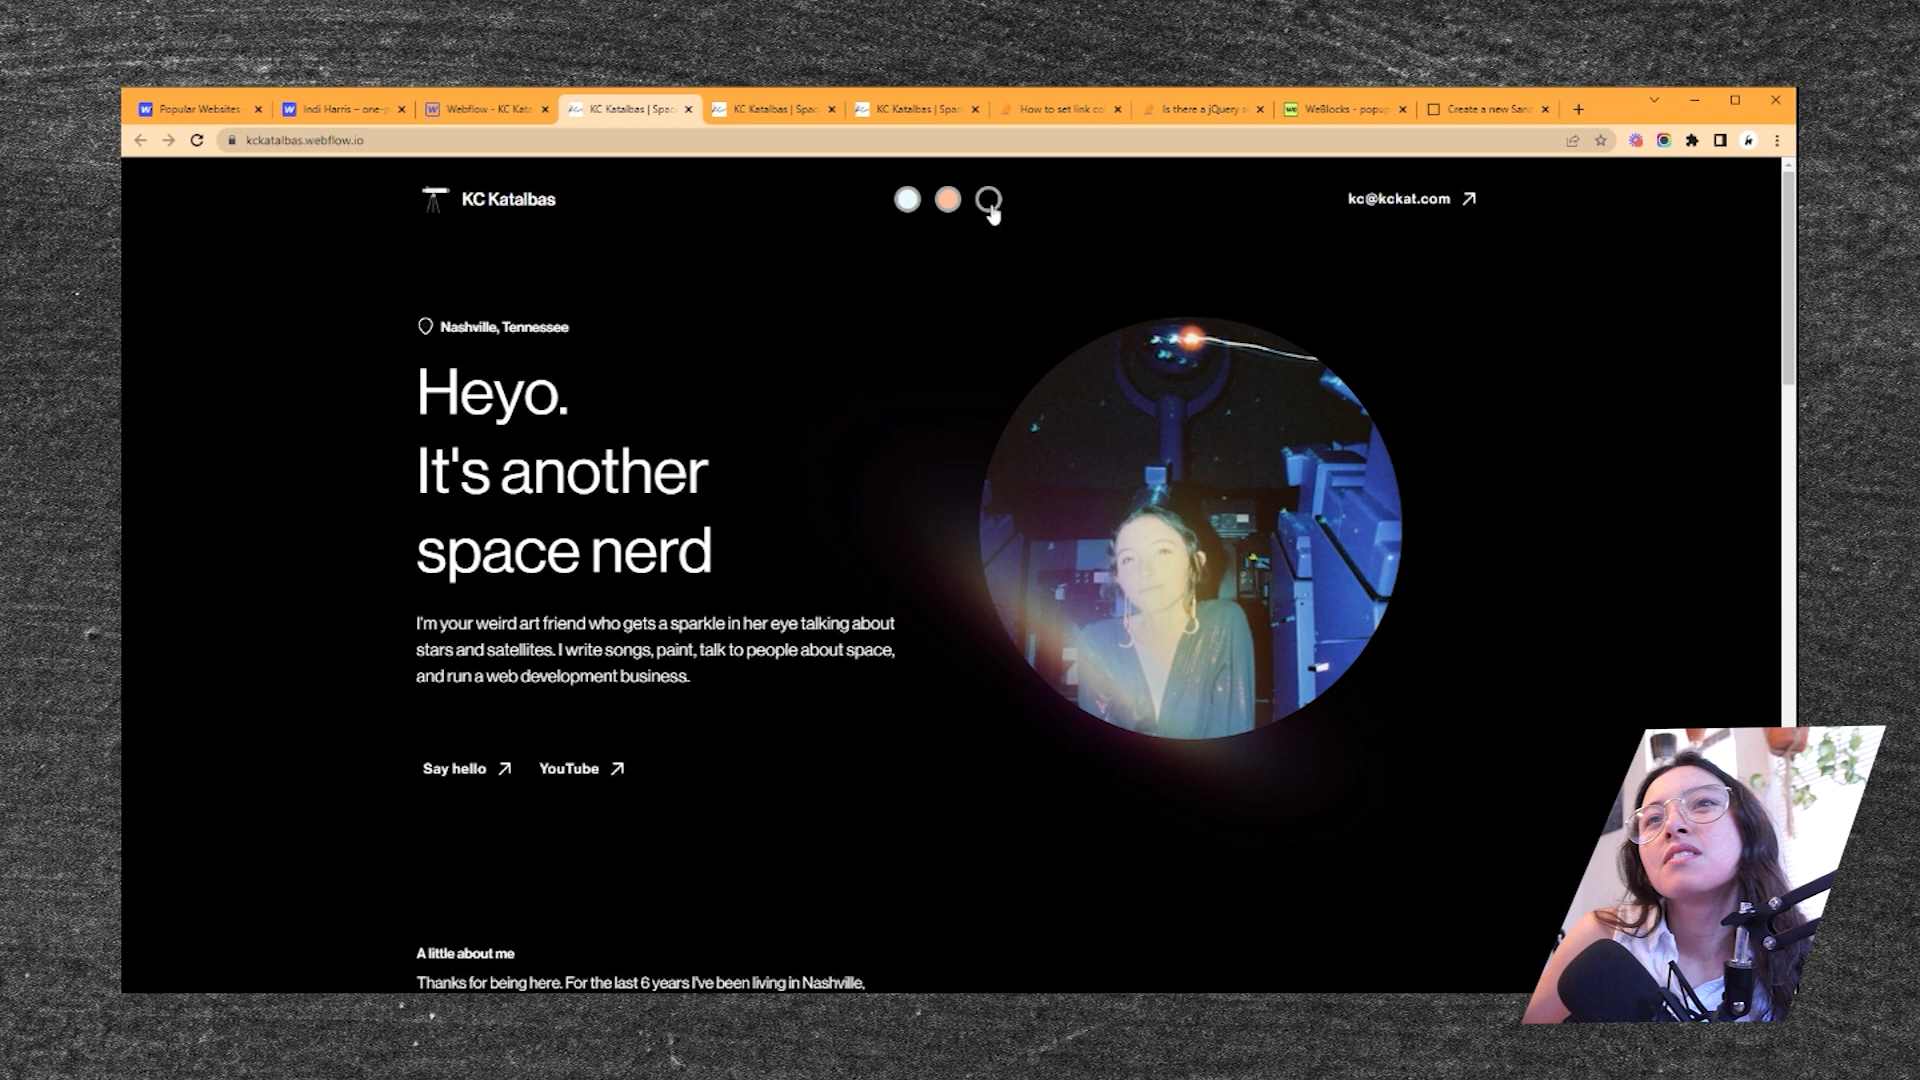 Popular Websites
Indi Harris – one-p
Webflow - KC Kata
KC Katalbas | Spac
KC Katalbas | Spac
KC Katalbas | Spac
How to set link co
Is there a jQuery s
WeBlocks - popup
Create a new Sand
kckatalbas.webflow.io
KC Katalbas
kc@kckat.com
Nashville, Tennessee
Heyo.
It's another
space nerd
I'm your weird art friend who gets a sparkle in her eye talking about
stars and satellites. I write songs, paint, talk to people about space,
and run a web development business.
Say hello
YouTube
A little about me
Thanks for being here. For the last 6 years I've been living in Nashville,